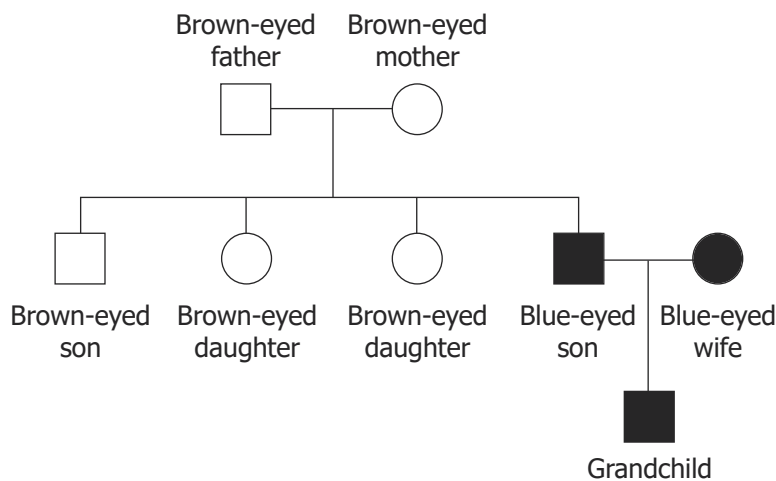 Brown-eyed
father
Brown-eyed
mother
Brown-eyed
son
Brown-eyed
daughter
Brown-eyed
daughter
Blue-eyed
son
Blue-eyed
wife
Grandchild